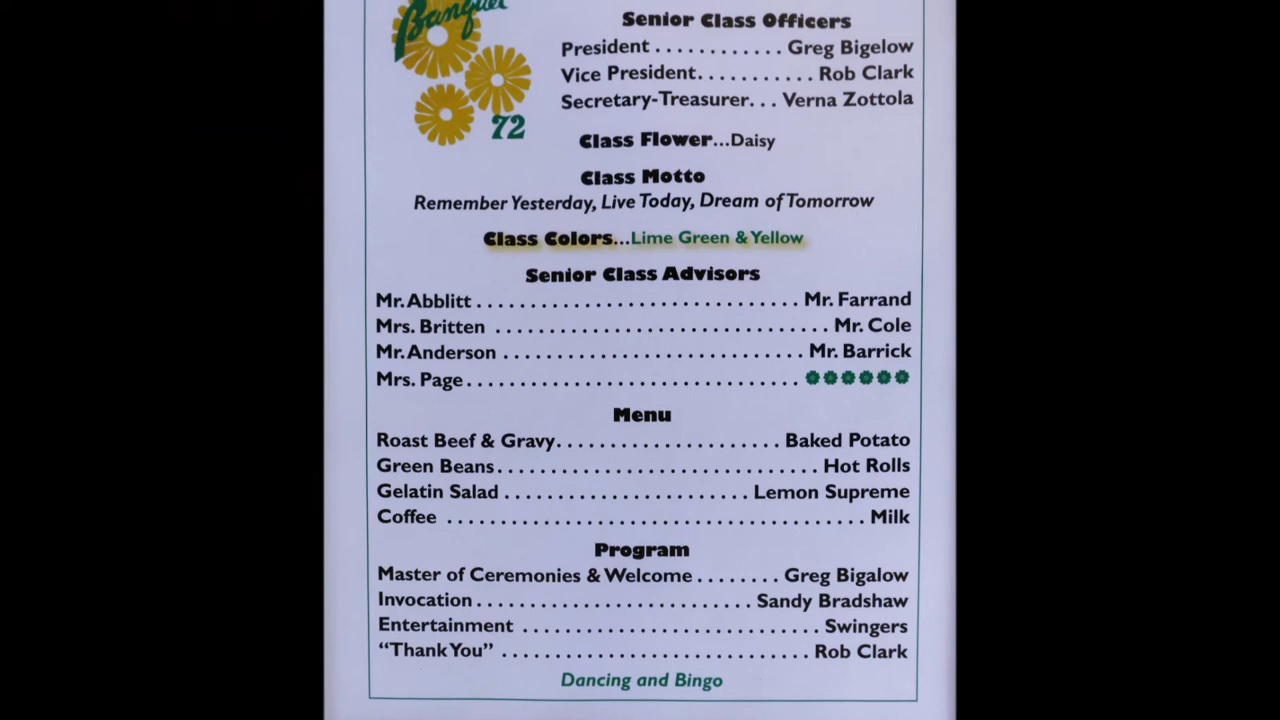 Banquet
72
Senior Class Officers
President ............ Greg Bigelow
Vice President........... Rob Clark
Secretary-Treasurer... Verna Zottola
Class Flower...Daisy
Class Motto
Remember Yesterday, Live Today, Dream of Tomorrow
Class Colors...Lime Green & Yellow
Senior Class Advisors
Mr. Abblitt ............................... Mr. Farrand
Mrs. Britten ................................ Mr. Cole
Mr. Anderson ............................. Mr. Barrick
Mrs. Page................................
Menu
Roast Beef & Gravy...................... Baked Potato
Green Beans............................... Hot Rolls
Gelatin Salad ........................ Lemon Supreme
Coffee ........................................ Milk
Program
Master of Ceremonies & Welcome ........ Greg Bigalow
Invocation........................... Sandy Bradshaw
Entertainment ............................. Swingers
“Thank You” .............................. Rob Clark
Dancing and Bingo